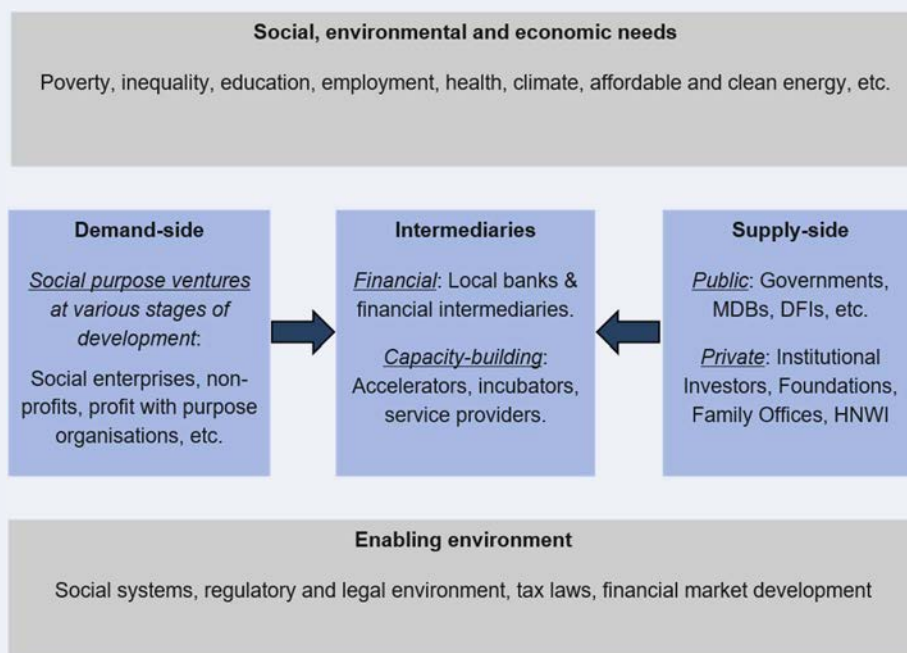 Social, environmental and economic needs
Poverty, inequality, education, employment, health, climate, affordable and clean energy, etc.
Demand-side
Social purpose ventures
at various stages of
development:
Social enterprises, non-
profits, profit with purpose
organisations, etc.
Intermediaries
Financial: Local banks &
financial intermediaries.
Capacity-building:
Accelerators, incubators,
service providers.
Supply-side
Public: Governments,
MDBs, DFIs, etc.
Private: Institutional
Investors, Foundations,
Family Offices, HNWI
Enabling environment
Social systems, regulatory and legal environment, tax laws, financial market development